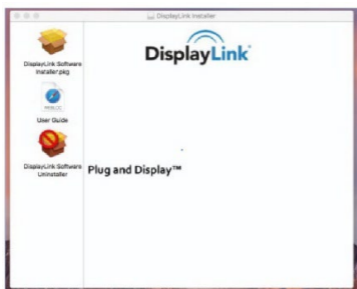 DisplayLink Installer
DisplayLink
DisplayLink Software
Installer.pkg
User Guide
DisplayLink Software
Uninstaller
Plug and Display™